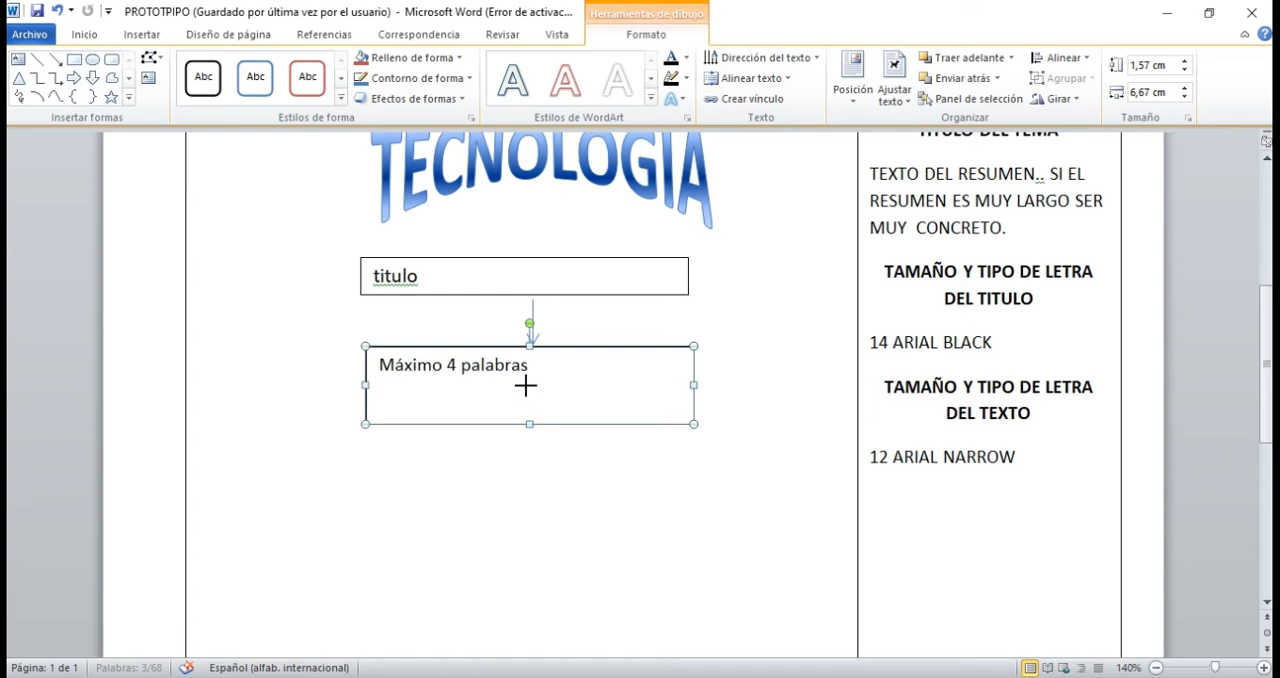 PROTOTPIPO (Guardado por última vez por el usuario) - Microsoft Word (Error de activac...
Herramientas de dibujo
Archivo Inicio Insertar Diseño de página Referencias Correspondencia Revisar Vista Formato
Abc Abc Abc
Relleno de forma
Contorno de forma
Efectos de formas
A A A
Dirección del texto
Alinear texto
Crear vínculo
Posición
Ajustar
texto
Traer adelante
Enviar atrás
Panel de selección
Alinear
Agrupar
Girar
1,57 cm
6,67 cm
Insertar formas Estilos de forma Estilos de WordArt Texto Organizar Tamaño
TECNOLOGIA
titulo
Máximo 4 palabras
TITULO DEL TEMA
TEXTO DEL RESUMEN.. SI EL
RESUMEN ES MUY LARGO SER
MUY CONCRETO.
TAMAÑO Y TIPO DE LETRA
DEL TITULO
14 ARIAL BLACK
TAMAÑO Y TIPO DE LETRA
DEL TEXTO
12 ARIAL NARROW
Página: 1 de 1 Palabras: 3/68 Español (alfab. internacional) 140%